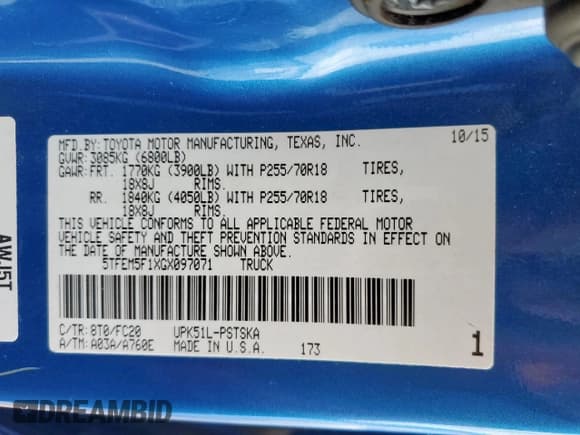 MFD.BY:TOYOTA MOTOR MANUFACTURING, TEXAS, INC. 10/15
GVWR:3085KG (6800LB)
GAWR:FRT. 1770KG (3900LB) WITH P255/70R18 TIRES,
18X8J RIMS.
RR. 1840KG (4050LB) WITH P255/70R18 TIRES,
18X8J RIMS.
THIS VEHICLE CONFORMS TO ALL APPLICABLE FEDERAL MOTOR
VEHICLE SAFETY AND THEFT PREVENTION STANDARDS IN EFFECT ON
THE DATE OF MANUFACTURE SHOWN ABOVE.
5TFEM5F1XGX097071 TRUCK
C/TR:8T0/FC20 UPK51L-PSTSKA
A/TM:A03A/A760E MADE IN U.S.A. 173 1
AWJ5T
DREAMBID